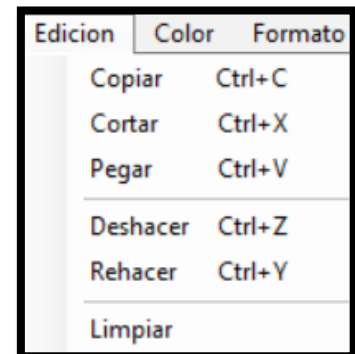 Edicion Color Formato
Copiar Ctrl+C
Cortar Ctrl+X
Pegar Ctrl+V
Deshacer Ctrl+Z
Rehacer Ctrl+Y
Limpiar